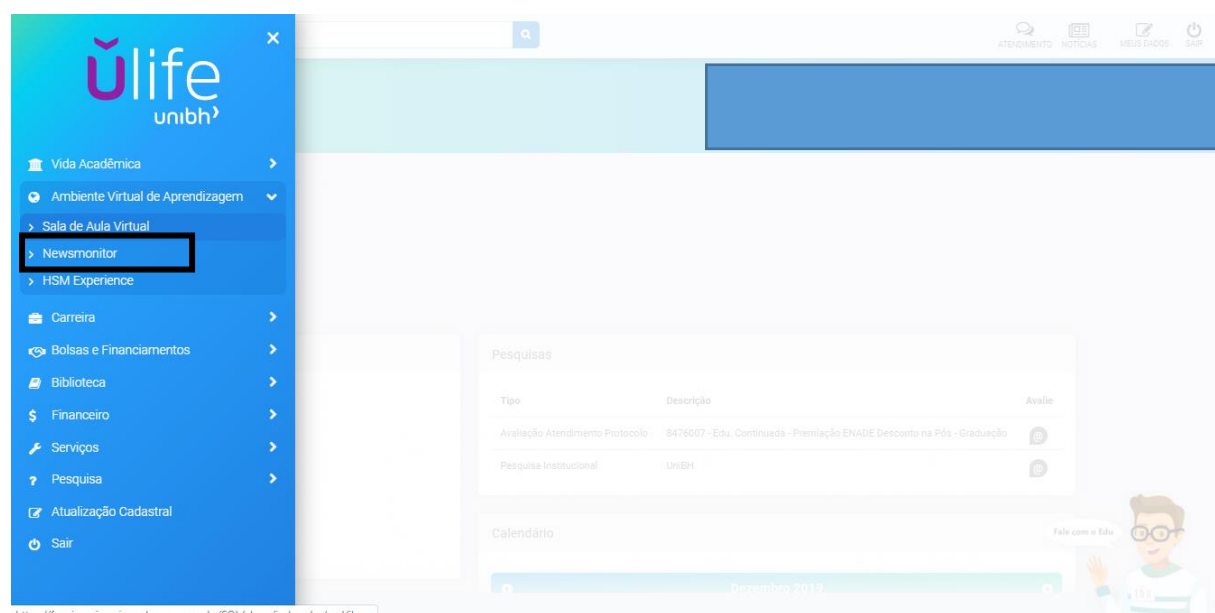 ×
ŭlife
unibh
ATENDIMENTO NOTÍCIAS MEUS DADOS SAIR
Vida Acadêmica
Ambiente Virtual de Aprendizagem
Sala de Aula Virtual
Newsmonitor
HSM Experience
Carreira
Bolsas e Financiamentos
Biblioteca
$ Financeiro
Serviços
? Pesquisa
Atualização Cadastral
Sair
Pesquisas
Tipo Descrição Avalie
Avaliação Atendimento Protocolo 8476007 - Edu. Continuada - Premiação ENADE Desconto na Pós - Graduação
Pesquisa Institucional UniBH
Calendário
Dezembro 2019
Fale com o Edu